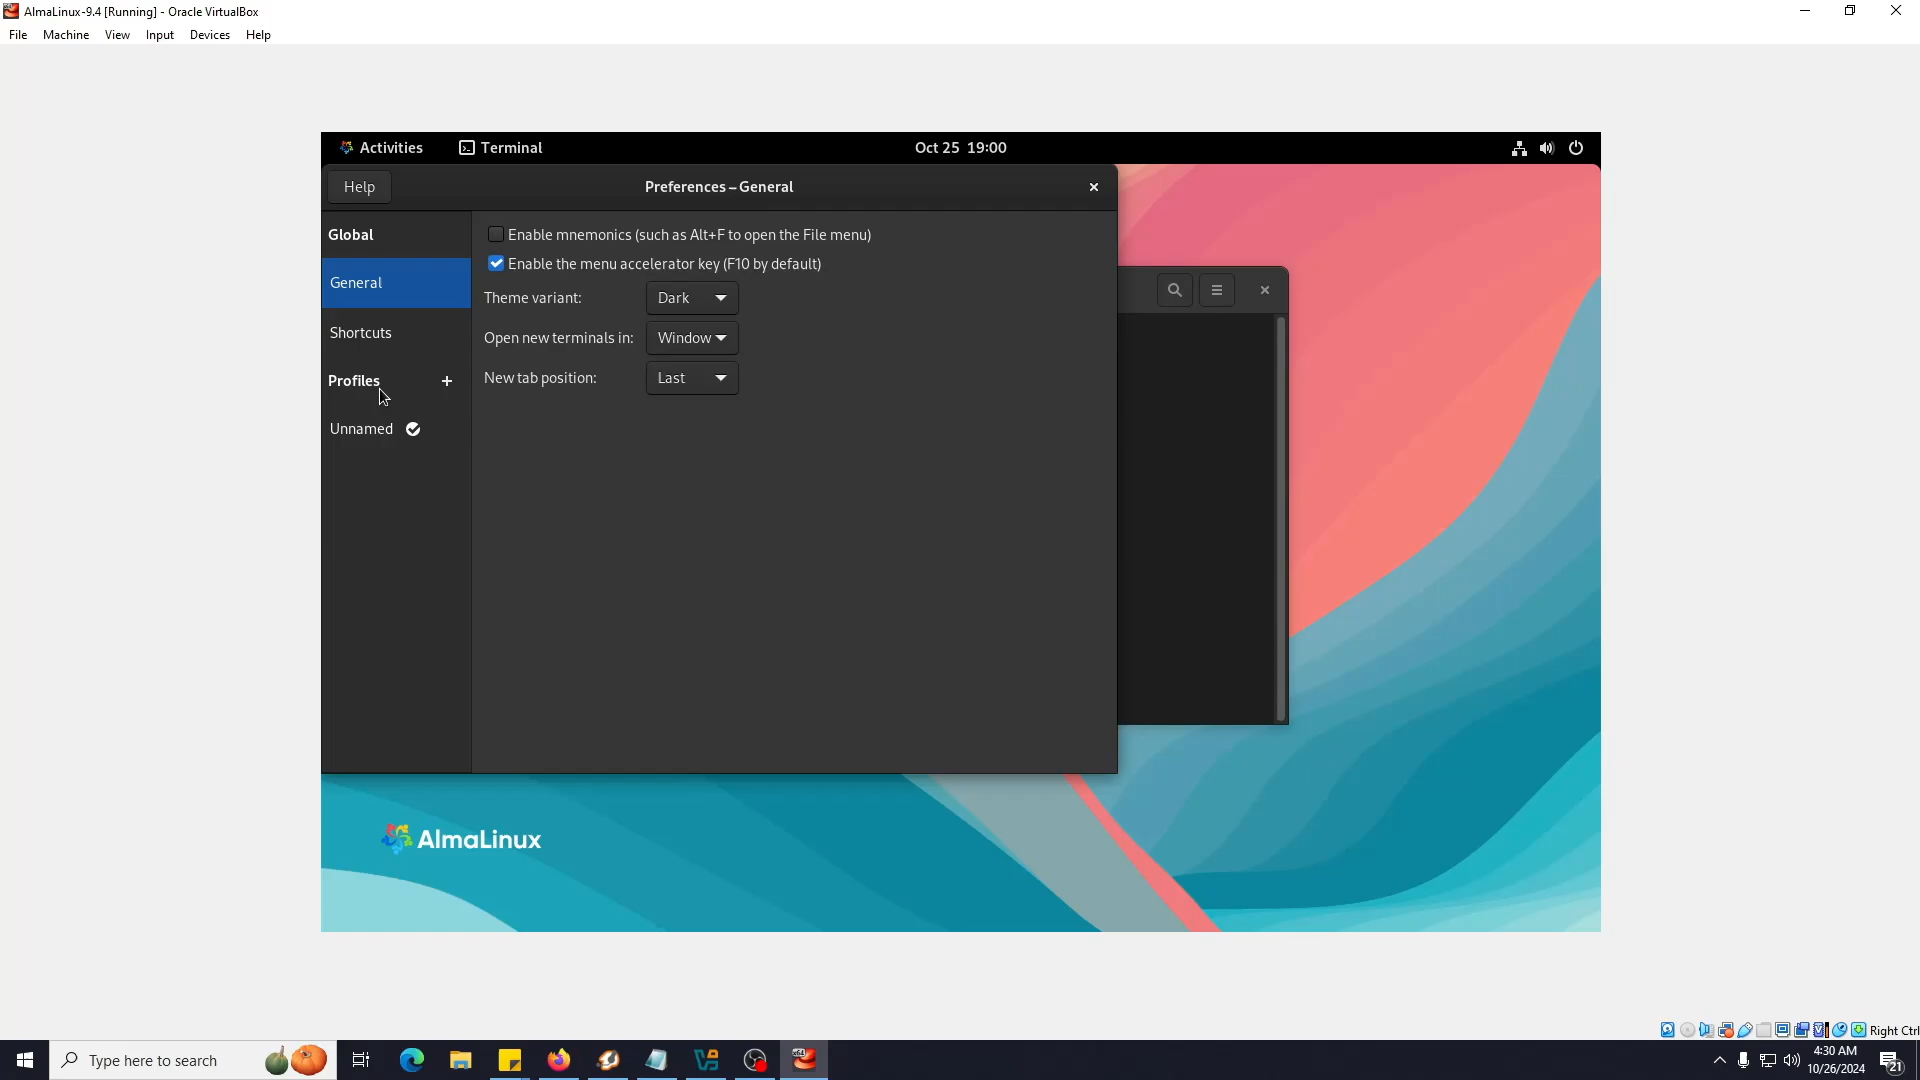 AlmaLinux-9.4 [Running] - Oracle VirtualBox
File Machine View Input Devices Help
Activities Terminal Oct 25 19:00
Help Preferences – General
Global
Enable mnemonics (such as Alt+F to open the File menu)
Enable the menu accelerator key (F10 by default)
General
Theme variant: Dark
Shortcuts
Open new terminals in: Window
Profiles +
New tab position: Last
Unnamed
AlmaLinux
Right Ctrl
Type here to search
4:30 AM
10/26/2024
21